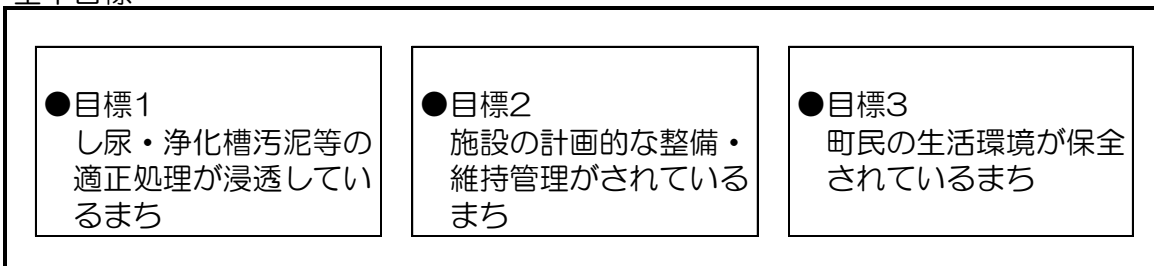 ●目標1
し尿・浄化槽汚泥等の
適正処理が浸透してい
るまち
●目標2
施設の計画的な整備・
維持管理がされている
まち
●目標3
町民の生活環境が保全
されているまち